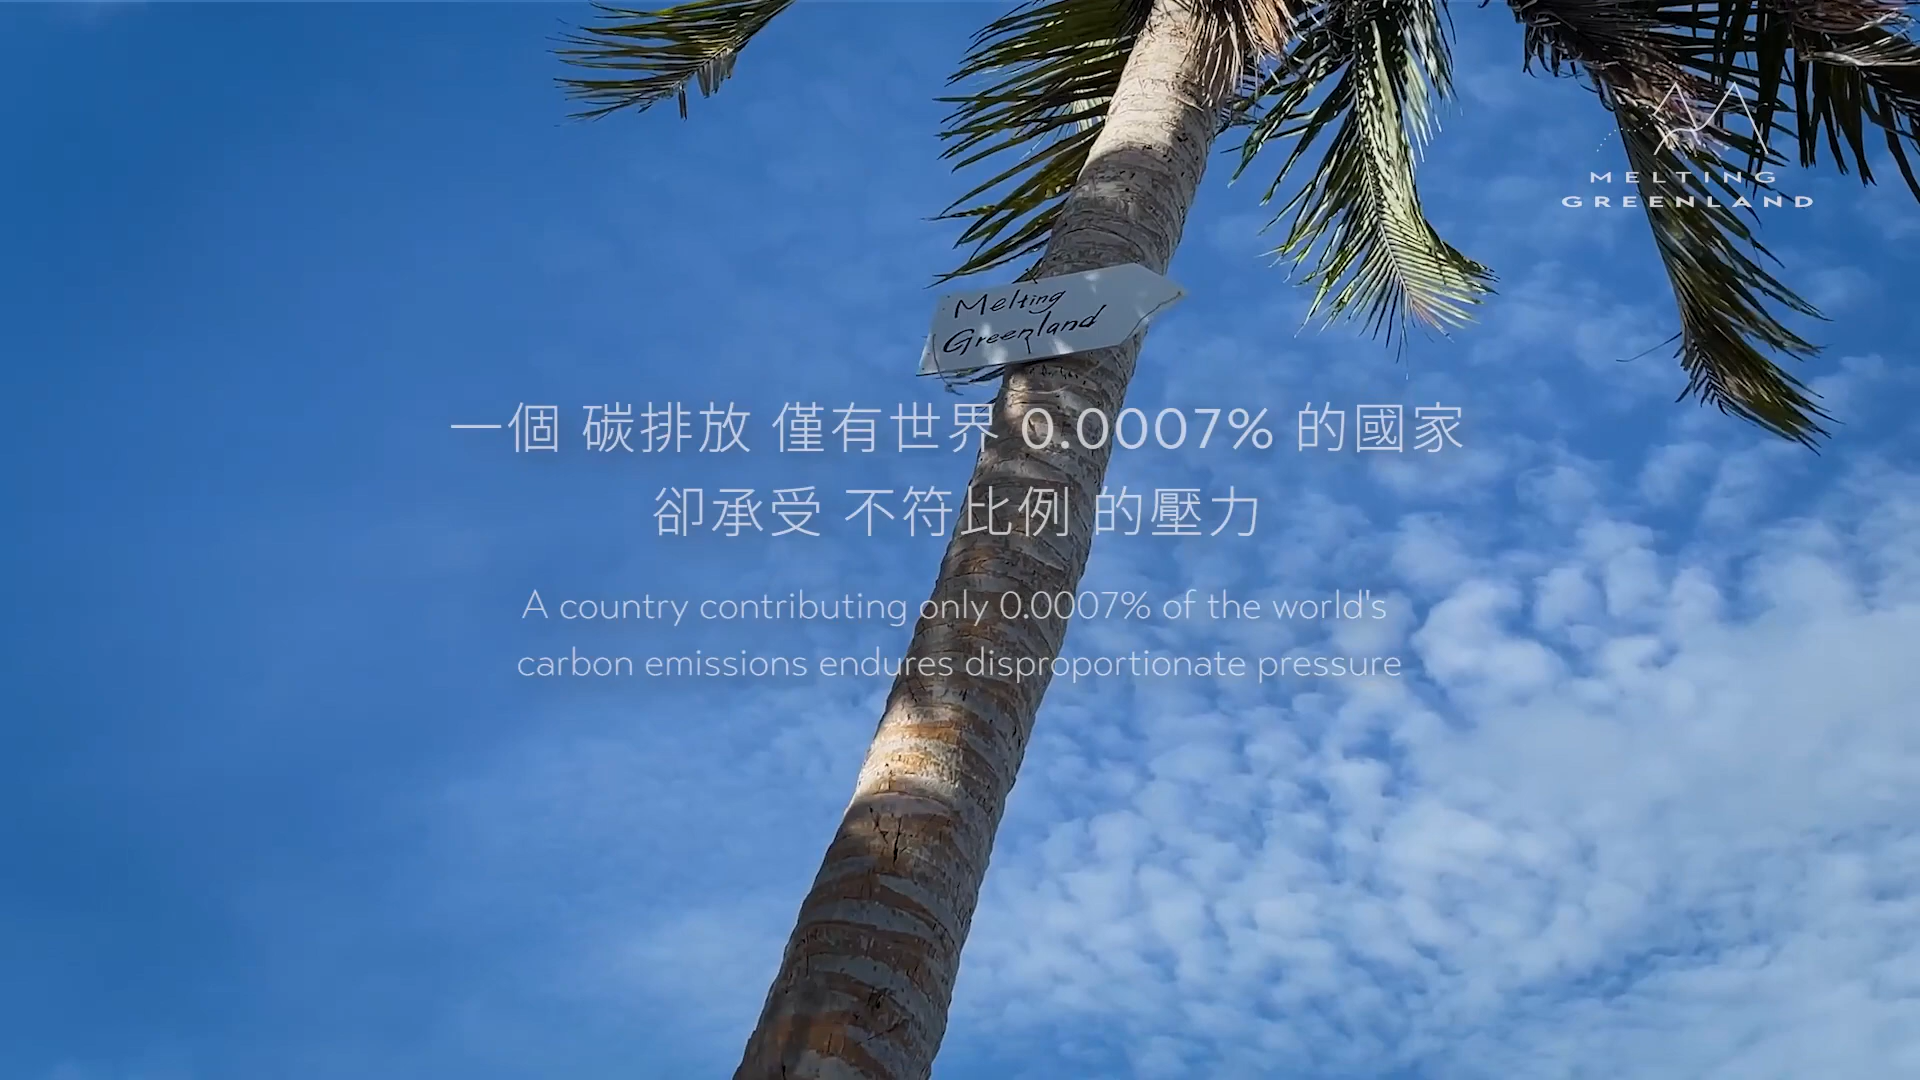 MELTING
GREENLAND
Melting
Greenland
一個 碳排放 僅有世界 0.0007% 的國家
卻承受 不符比例 的壓力
A country contributing only 0.0007% of the world's
carbon emissions endures disproportionate pressure